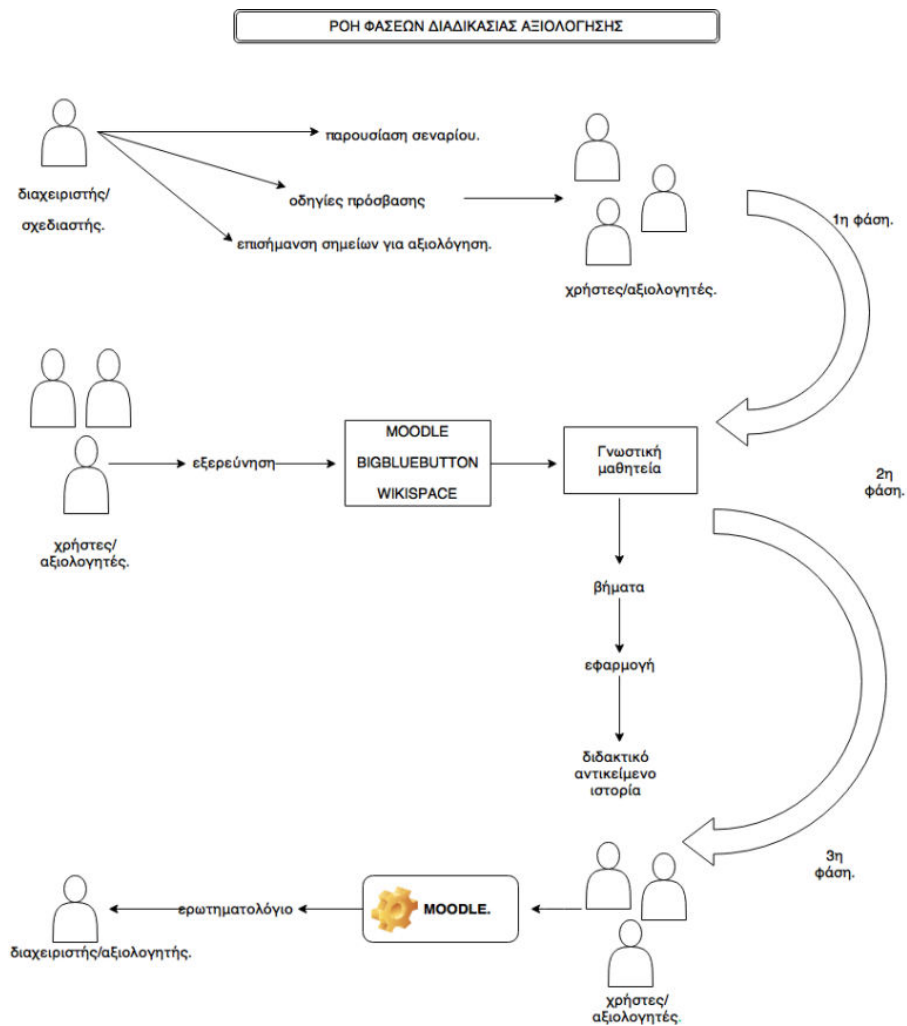 ΡΟΗ ΦΑΣΕΩΝ ΔΙΑΔΙΚΑΣΙΑΣ ΑΞΙΟΛΟΓΗΣΗΣ
παρουσίαση σεναρίου.
διαχειριστής/
σχεδιαστής.
οδηγίες πρόσβασης
επισήμανση σημείων για αξιολόγηση.
χρήστες/αξιολογητές.
1η φάση.
χρήστες/
αξιολογητές.
εξερεύνηση
MOODLE
BIGBLUEBUTTON
WIKISPACE
Γνωστική
μαθητεία
2η
φάση.
βήματα
εφαρμογή
διδακτικό
αντικείμενο
ιστορία
3η
φάση.
διαχειριστής/αξιολογητής.
ερωτηματολόγιο
MOODLE.
χρήστες/
αξιολογητές.